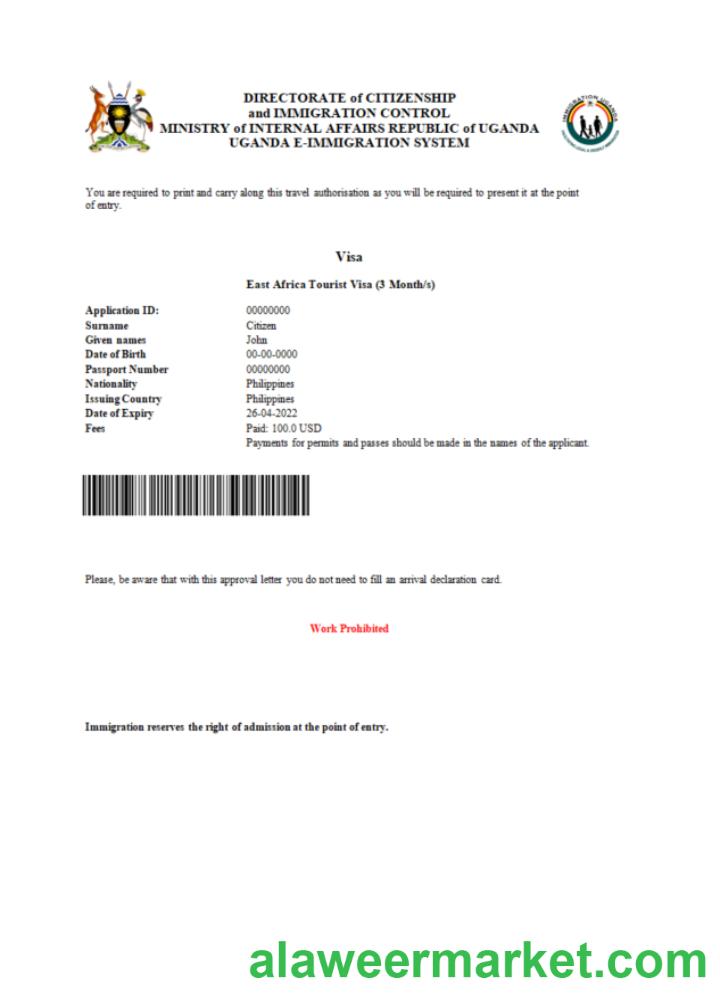 DIRECTORATE of CITIZENSHIP
and IMMIGRATION CONTROL
MINISTRY of INTERNAL AFFAIRS REPUBLIC of UGANDA
UGANDA E-IMMIGRATION SYSTEM
IMMIGRATION UGANDA
You are required to print and carry along this travel authorisation as you will be required to present it at the point
of entry.
Visa
East Africa Tourist Visa (3 Month/s)
Application ID: 00000000
Surname Citizen
Given names John
Date of Birth 00-00-0000
Passport Number 00000000
Nationality Philippines
Issuing Country Philippines
Date of Expiry 26-04-2022
Fees Paid: 100.0 USD
Payments for permits and passes should be made in the names of the applicant.
Please, be aware that with this approval letter you do not need to fill an arrival declaration card.
Work Prohibited
Immigration reserves the right of admission at the point of entry.
alaweermarket.com